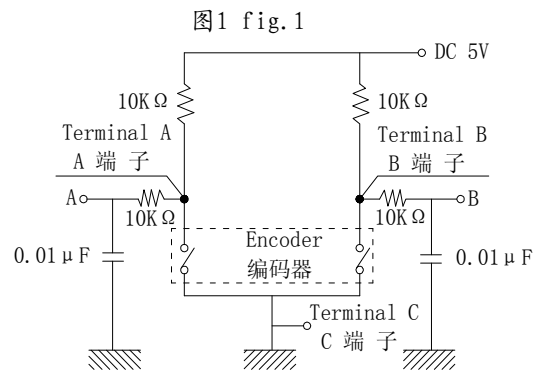 图1 fig.1
DC 5V
10KΩ
10KΩ
Terminal A
A 端 子
Terminal B
B 端 子
A
10KΩ
10KΩ
B
Encoder
编码器
0.01μF
0.01μF
Terminal C
C 端 子